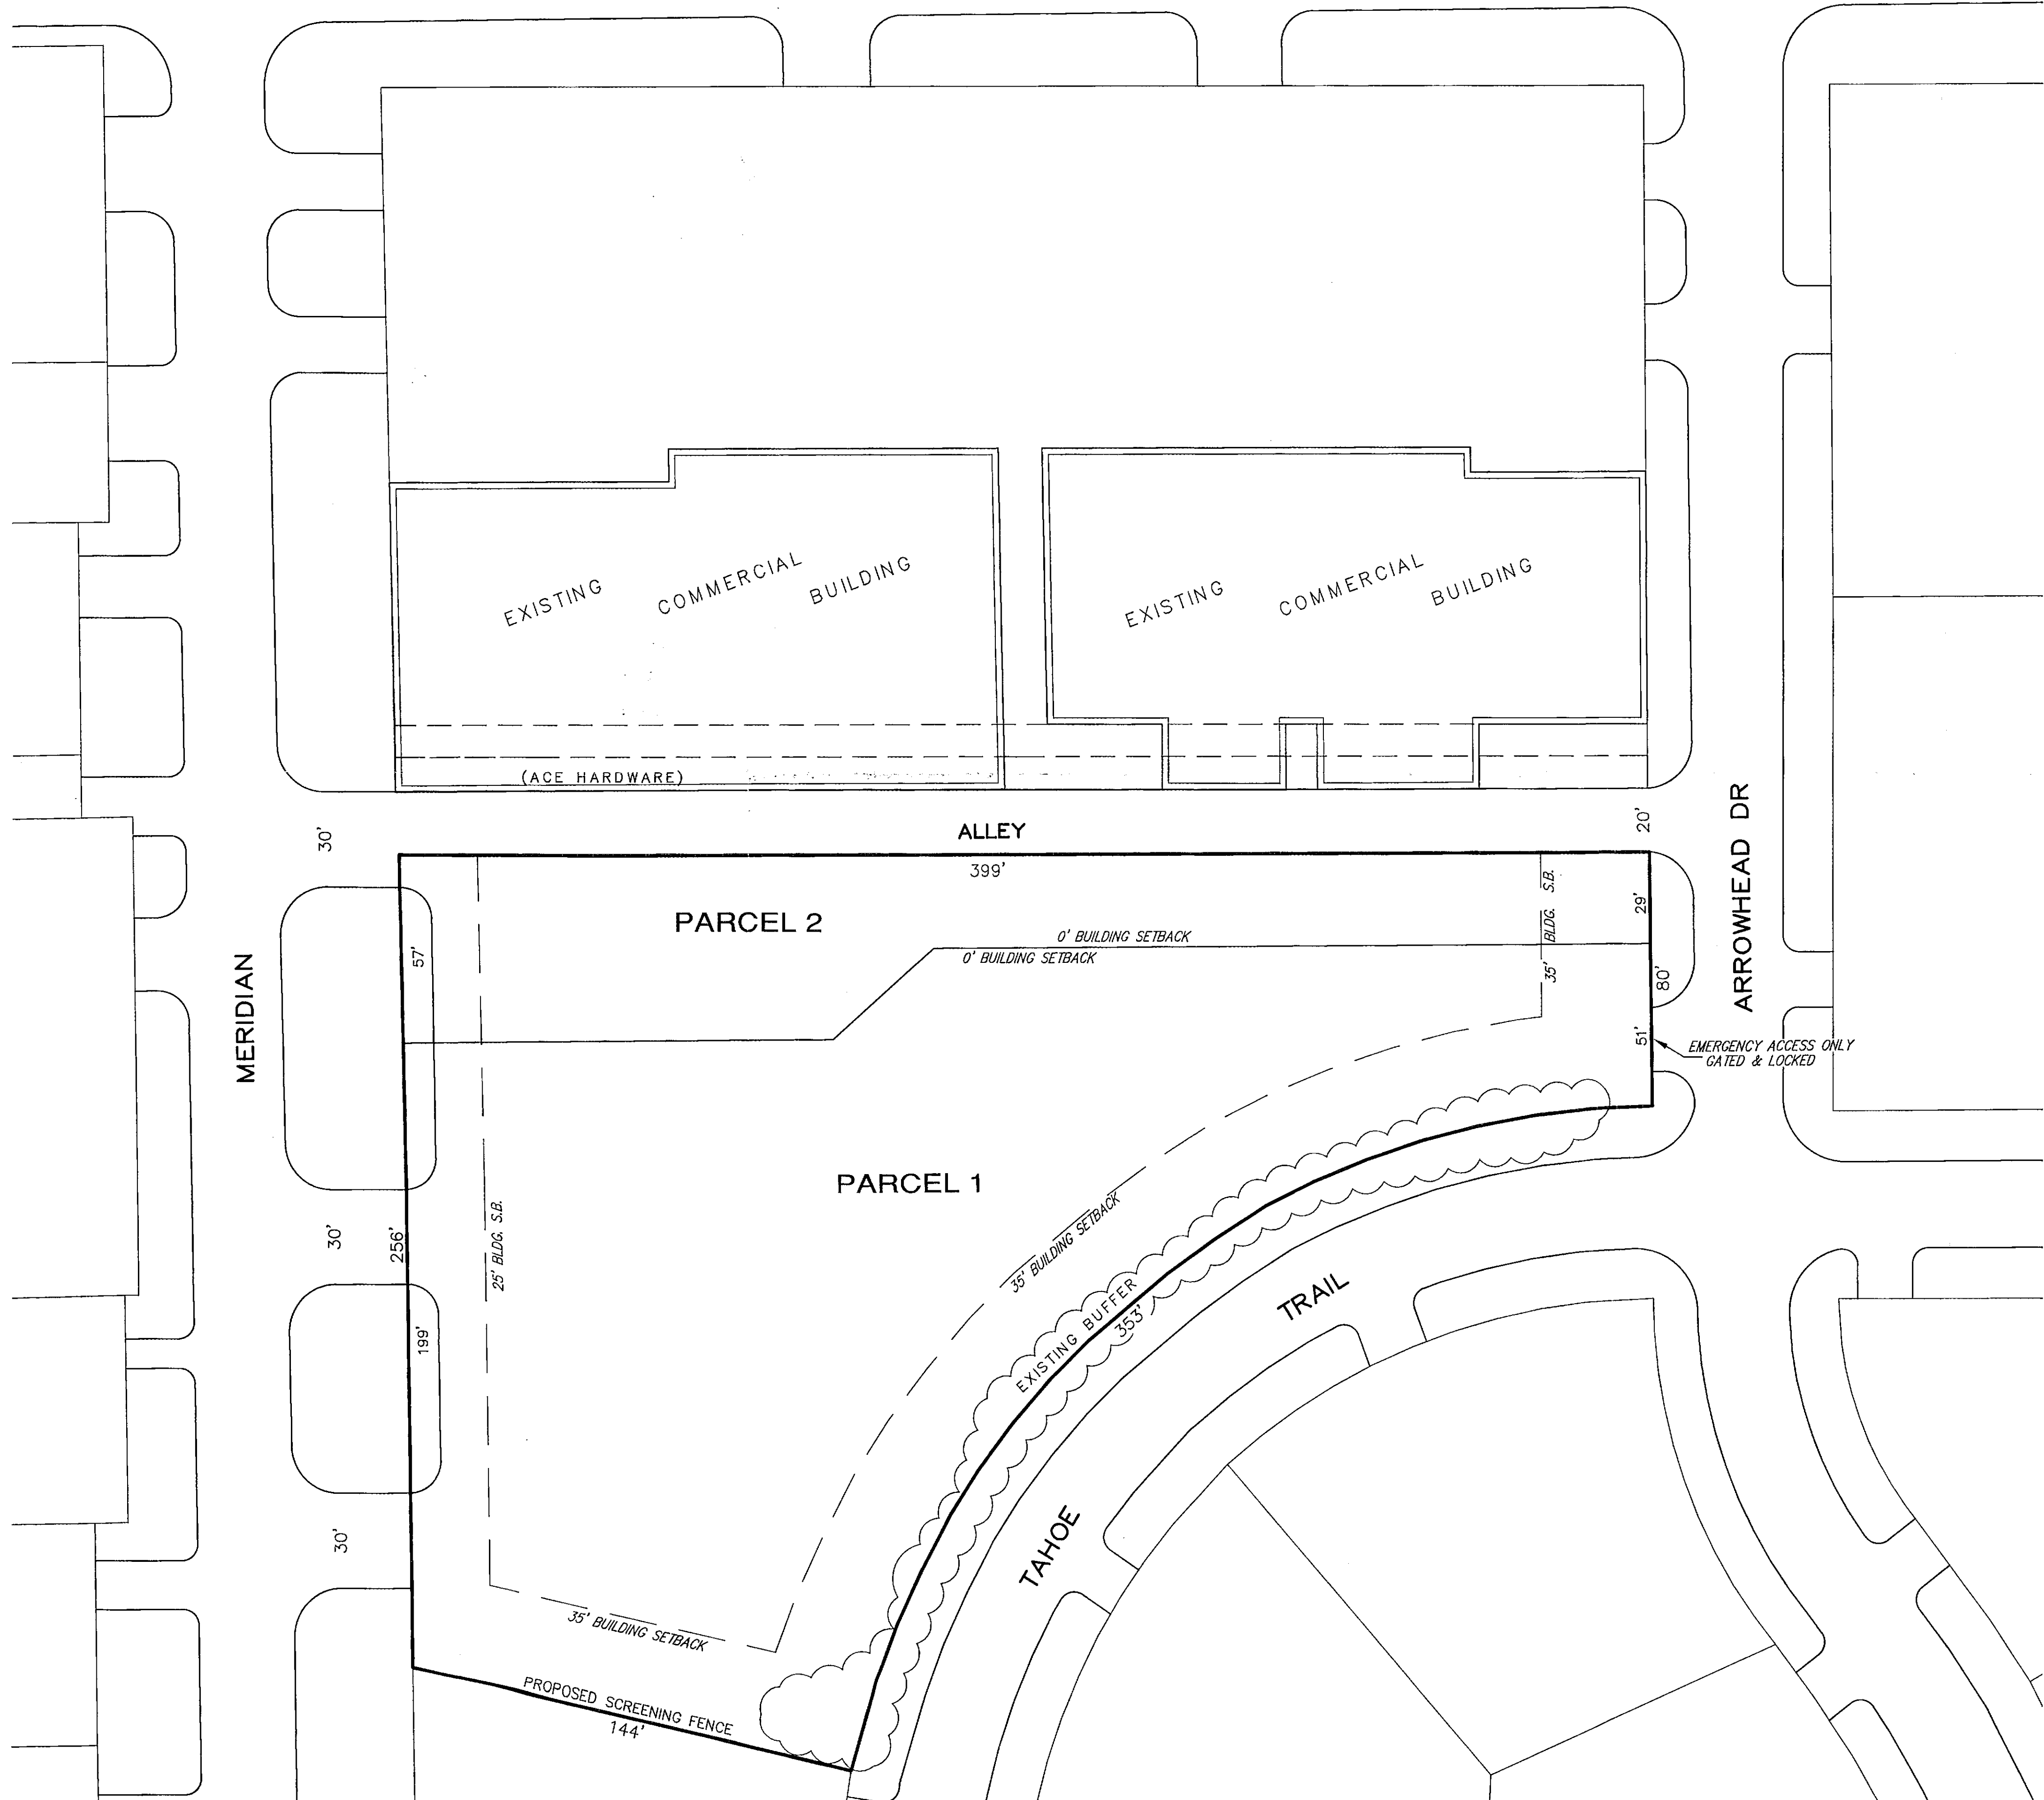 EXISTING COMMERCIAL BUILDING
EXISTING COMMERCIAL BUILDING
(ACE HARDWARE)
30'
ALLEY
20'
399'
ARROWHEAD DR
PARCEL 2
35' BLDG. S.B.
29'
57'
0' BUILDING SETBACK
0' BUILDING SETBACK
MERIDIAN
80'
51'
EMERGENCY ACCESS ONLY
GATED & LOCKED
PARCEL 1
30'
256'
25' BLDG. S.B.
35' BUILDING SETBACK
EXISTING BUFFER
353'
TAHOE TRAIL
199'
30'
35' BUILDING SETBACK
PROPOSED SCREENING FENCE
144'